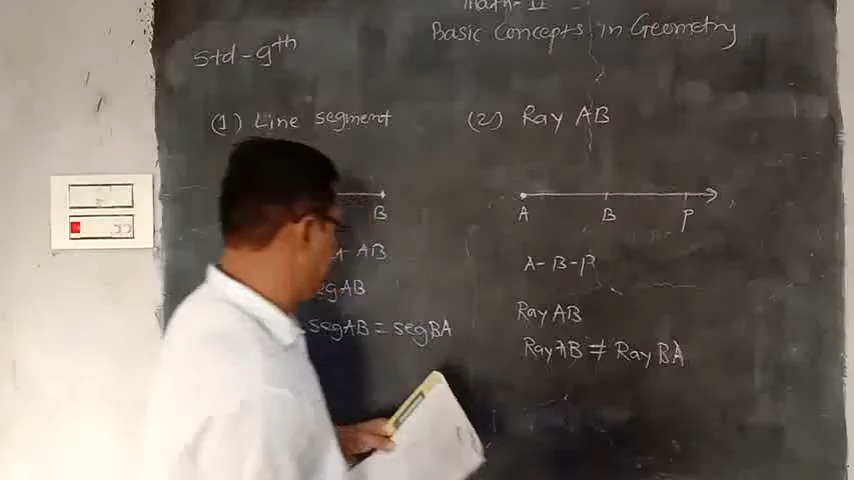 Math-II
Basic Concepts in Geometry
Std-9th
(1) Line segment
B
AB
seg AB
seg AB = seg BA
(2) Ray AB
A B P
A-B-P
Ray AB
Ray AB ≠ Ray BA